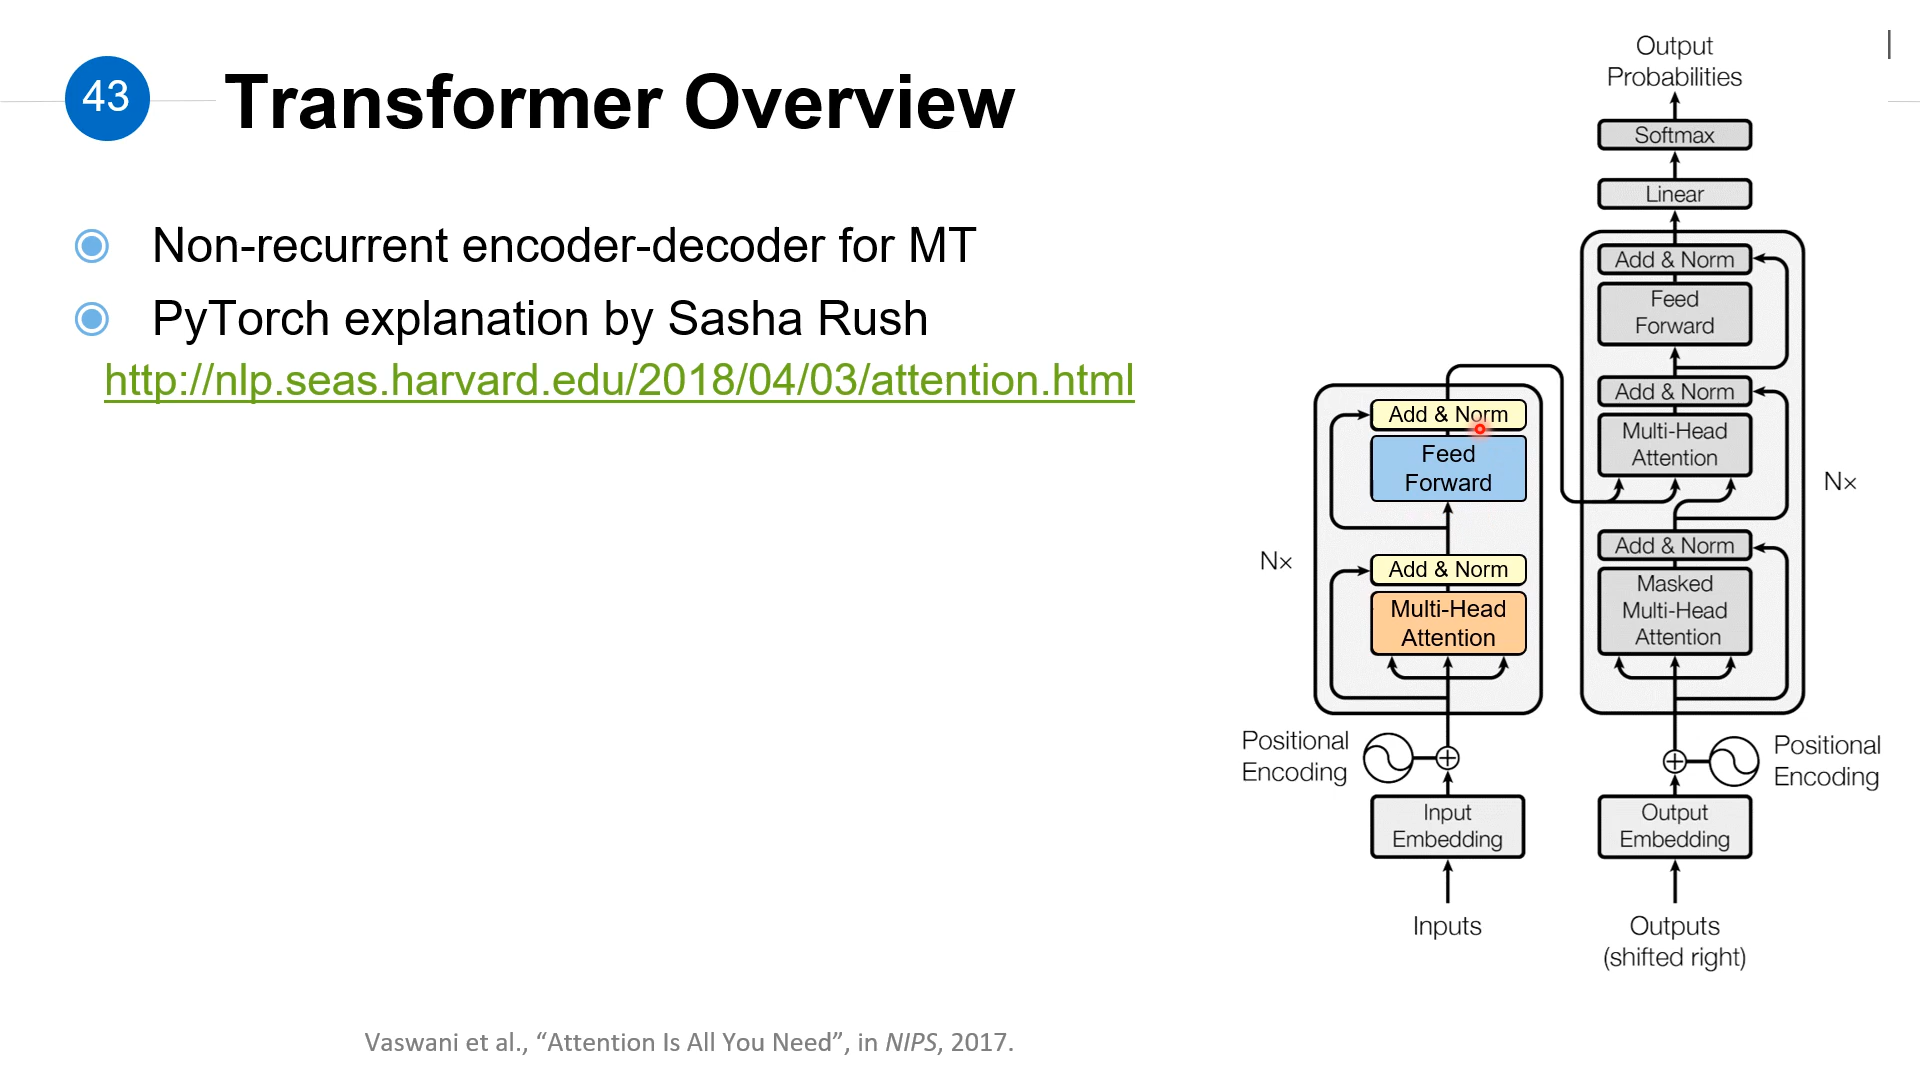 43
Transformer Overview
Non-recurrent encoder-decoder for MT
PyTorch explanation by Sasha Rush
http://nlp.seas.harvard.edu/2018/04/03/attention.html
Output
Probabilities
Softmax
Linear
Add & Norm
Feed
Forward
Add & Norm
Multi-Head
Attention
N×
Add & Norm
Masked
Multi-Head
Attention
Add & Norm
Feed
Forward
N×
Add & Norm
Multi-Head
Attention
Positional
Encoding
Positional
Encoding
Input
Embedding
Output
Embedding
Inputs
Outputs
(shifted right)
Vaswani et al., “Attention Is All You Need”, in NIPS, 2017.